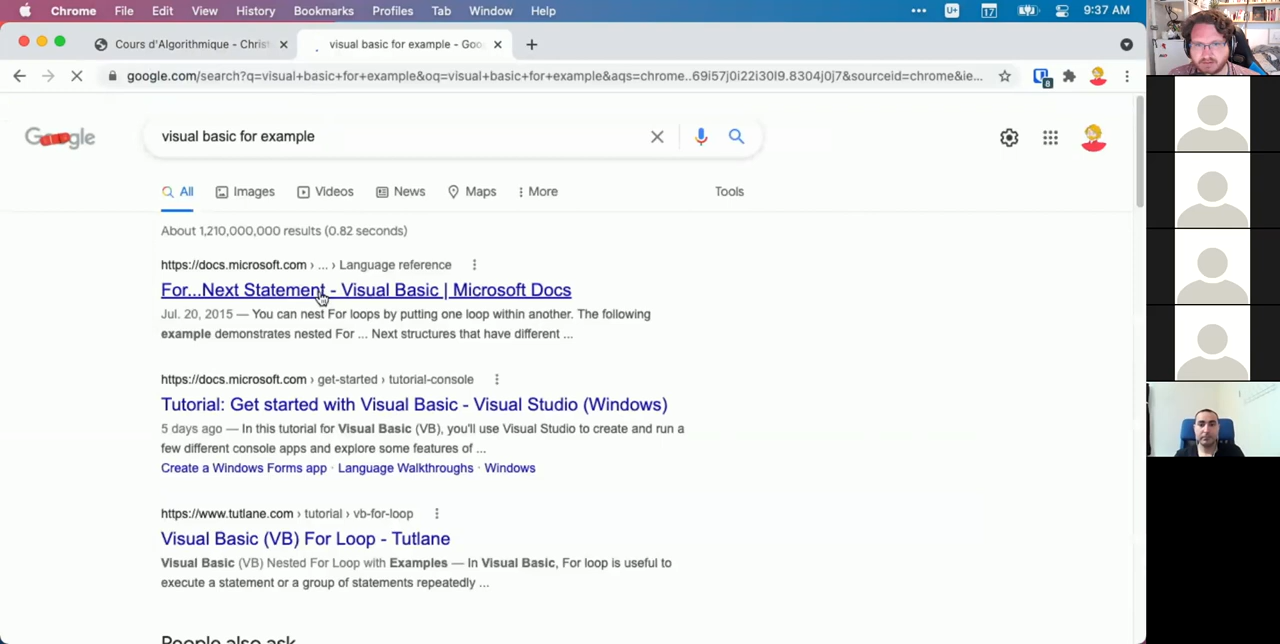 Chrome File Edit View History Bookmarks Profiles Tab Window Help ••• U+ 17 9:37 AM
Cours d'Algorithmique - Christ visual basic for example - Goo
google.com/search?q=visual+basic+for+example&oq=visual+basic+for+example&aqs=chrome..69i57j0i22i30l9.8304j0j7&sourceid=chrome&ie...
8
Google visual basic for example
All Images Videos News Maps More Tools
About 1,210,000,000 results (0.82 seconds)
https://docs.microsoft.com › ... › Language reference
For...Next Statement - Visual Basic | Microsoft Docs
Jul. 20, 2015 — You can nest For loops by putting one loop within another. The following
example demonstrates nested For ... Next structures that have different ...
https://docs.microsoft.com › get-started › tutorial-console
Tutorial: Get started with Visual Basic - Visual Studio (Windows)
5 days ago — In this tutorial for Visual Basic (VB), you'll use Visual Studio to create and run a
few different console apps and explore some features of ...
Create a Windows Forms app · Language Walkthroughs · Windows
https://www.tutlane.com › tutorial › vb-for-loop
Visual Basic (VB) For Loop - Tutlane
Visual Basic (VB) Nested For Loop with Examples — In Visual Basic, For loop is useful to
execute a statement or a group of statements repeatedly ...
People also ask